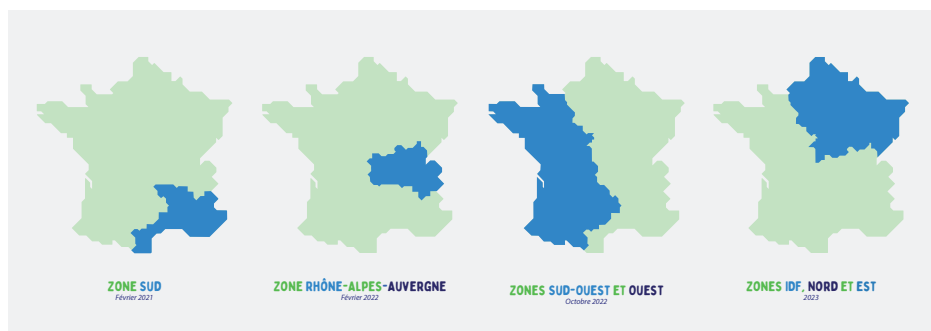 ZONE SUD
Février 2021
ZONE RHÔNE-ALPES-AUVERGNE
Février 2022
ZONES SUD-OUEST ET OUEST
Octobre 2022
ZONES IDF, NORD ET EST
2023